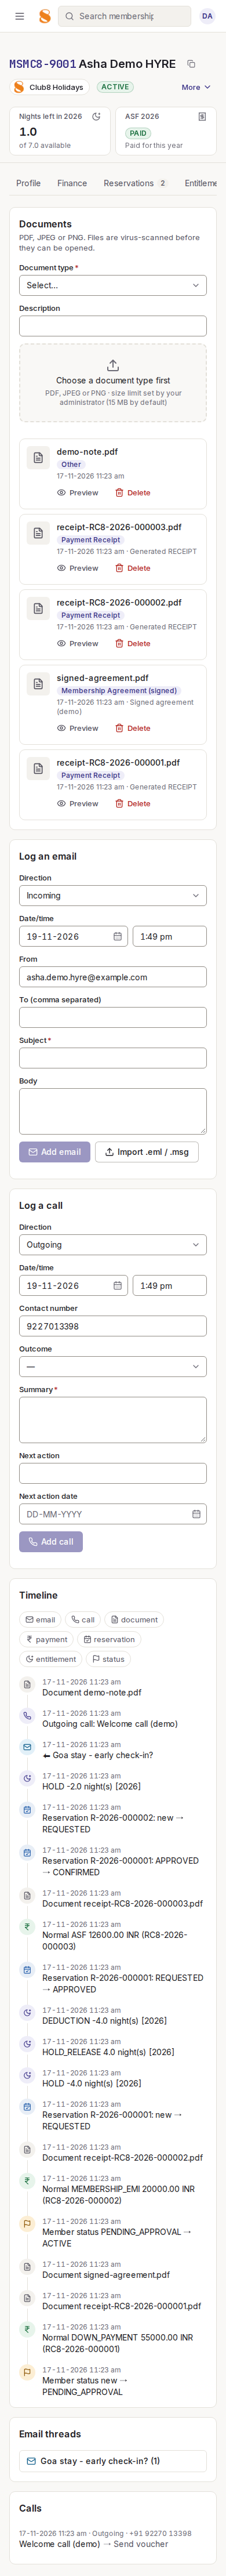 Search membership
DA
MSMC8-9001 Asha Demo HYRE
Club8 Holidays
ACTIVE
More
Nights left in 2026
1.0
of 7.0 available
ASF 2026
PAID
Paid for this year
Profile
Finance
Reservations 2
Entitleme
Documents
PDF, JPEG or PNG. Files are virus-scanned before
they can be opened.
Document type *
Select...
Description
Choose a document type first
PDF, JPEG or PNG · size limit set by your
administrator (15 MB by default)
demo-note.pdf
Other
17-11-2026 11:23 am
Preview
Delete
receipt-RC8-2026-000003.pdf
Payment Receipt
17-11-2026 11:23 am · Generated RECEIPT
Preview
Delete
receipt-RC8-2026-000002.pdf
Payment Receipt
17-11-2026 11:23 am · Generated RECEIPT
Preview
Delete
signed-agreement.pdf
Membership Agreement (signed)
17-11-2026 11:23 am · Signed agreement
(demo)
Preview
Delete
receipt-RC8-2026-000001.pdf
Payment Receipt
17-11-2026 11:23 am · Generated RECEIPT
Preview
Delete
Log an email
Direction
Incoming
Date/time
19-11-2026
1:49 pm
From
asha.demo.hyre@example.com
To (comma separated)
Subject *
Body
Add email
Import .eml / .msg
Log a call
Direction
Outgoing
Date/time
19-11-2026
1:49 pm
Contact number
9227013398
Outcome
—
Summary *
Next action
Next action date
DD-MM-YYYY
Add call
Timeline
email
call
document
payment
reservation
entitlement
status
17-11-2026 11:23 am
Document demo-note.pdf
17-11-2026 11:23 am
Outgoing call: Welcome call (demo)
17-11-2026 11:23 am
⬅ Goa stay - early check-in?
17-11-2026 11:23 am
HOLD -2.0 night(s) [2026]
17-11-2026 11:23 am
Reservation R-2026-000002: new →
REQUESTED
17-11-2026 11:23 am
Reservation R-2026-000001: APPROVED
→ CONFIRMED
17-11-2026 11:23 am
Document receipt-RC8-2026-000003.pdf
17-11-2026 11:23 am
Normal ASF 12600.00 INR (RC8-2026-
000003)
17-11-2026 11:23 am
Reservation R-2026-000001: REQUESTED
→ APPROVED
17-11-2026 11:23 am
DEDUCTION -4.0 night(s) [2026]
17-11-2026 11:23 am
HOLD_RELEASE 4.0 night(s) [2026]
17-11-2026 11:23 am
HOLD -4.0 night(s) [2026]
17-11-2026 11:23 am
Reservation R-2026-000001: new →
REQUESTED
17-11-2026 11:23 am
Document receipt-RC8-2026-000002.pdf
17-11-2026 11:23 am
Normal MEMBERSHIP_EMI 20000.00 INR
(RC8-2026-000002)
17-11-2026 11:23 am
Member status PENDING_APPROVAL →
ACTIVE
17-11-2026 11:23 am
Document signed-agreement.pdf
17-11-2026 11:23 am
Document receipt-RC8-2026-000001.pdf
17-11-2026 11:23 am
Normal DOWN_PAYMENT 55000.00 INR
(RC8-2026-000001)
17-11-2026 11:23 am
Member status new →
PENDING_APPROVAL
Email threads
Goa stay - early check-in? (1)
Calls
17-11-2026 11:23 am · Outgoing · +91 92270 13398
Welcome call (demo) → Send voucher